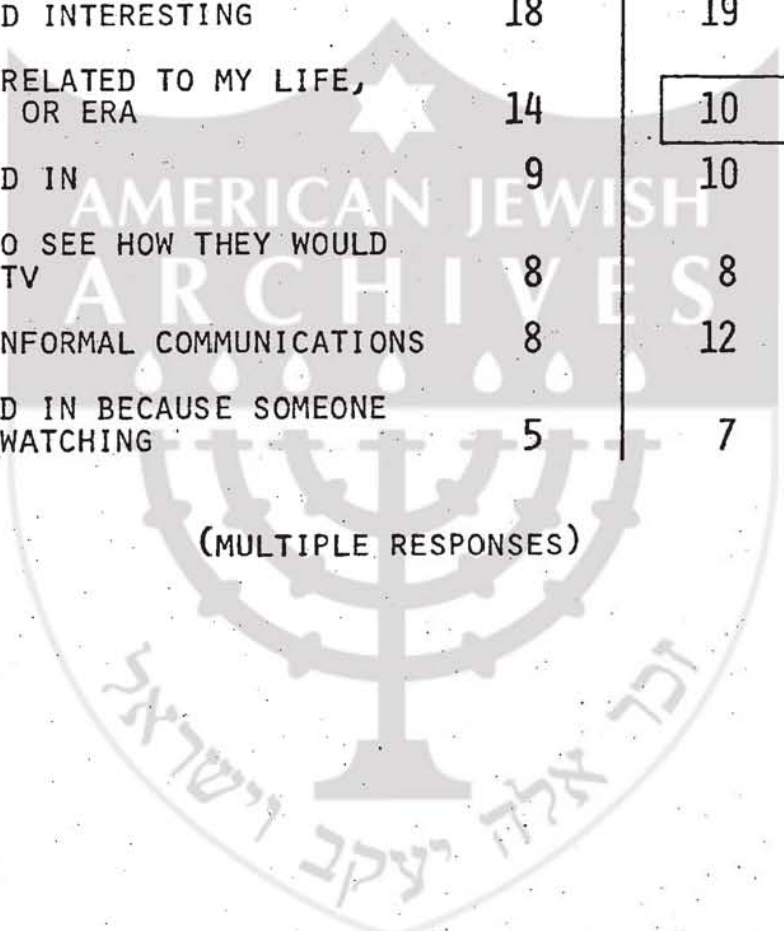 D INTERESTING 18 19
RELATED TO MY LIFE,
OR ERA 14 10
D IN 9 10
O SEE HOW THEY WOULD
TV 8 8
NFORMAL COMMUNICATIONS 8 12
D IN BECAUSE SOMEONE
WATCHING 5 7
(MULTIPLE RESPONSES)
AMERICAN JEWISH
ARCHIVES
זכר אלה יעקב וישראל